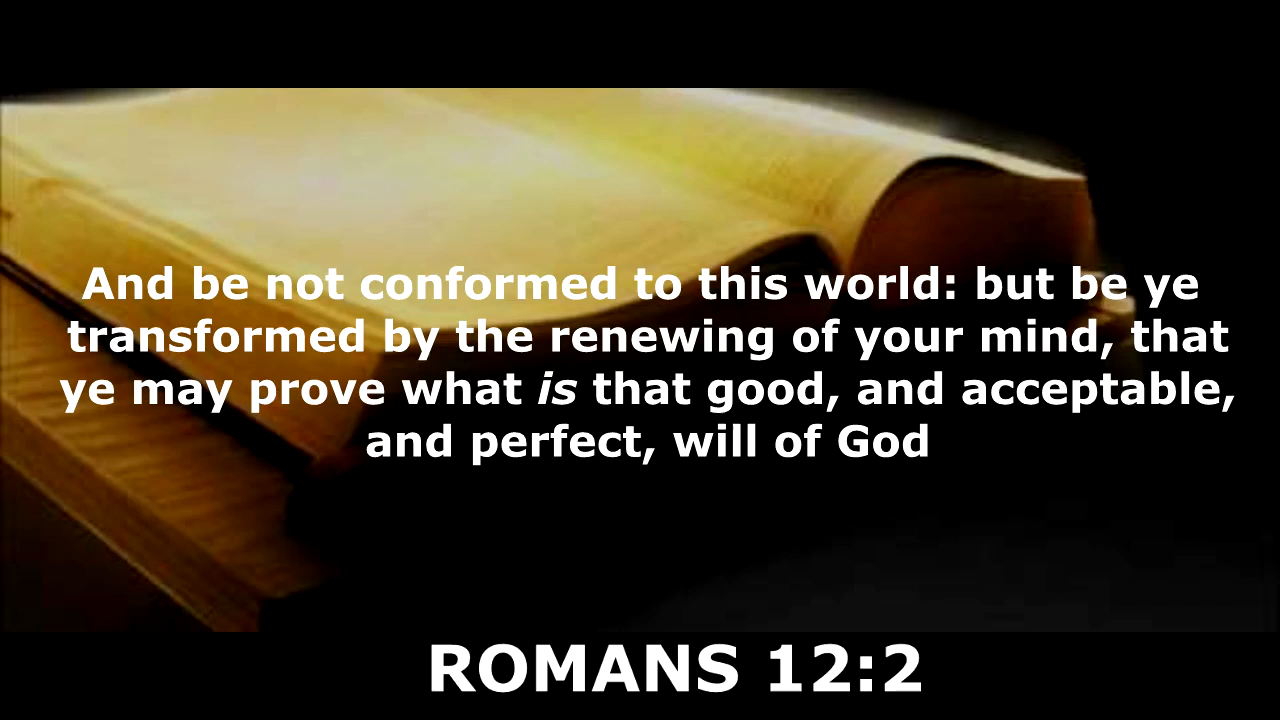 And be not conformed to this world: but be ye
transformed by the renewing of your mind, that
ye may prove what is that good, and acceptable,
and perfect, will of God
ROMANS 12:2